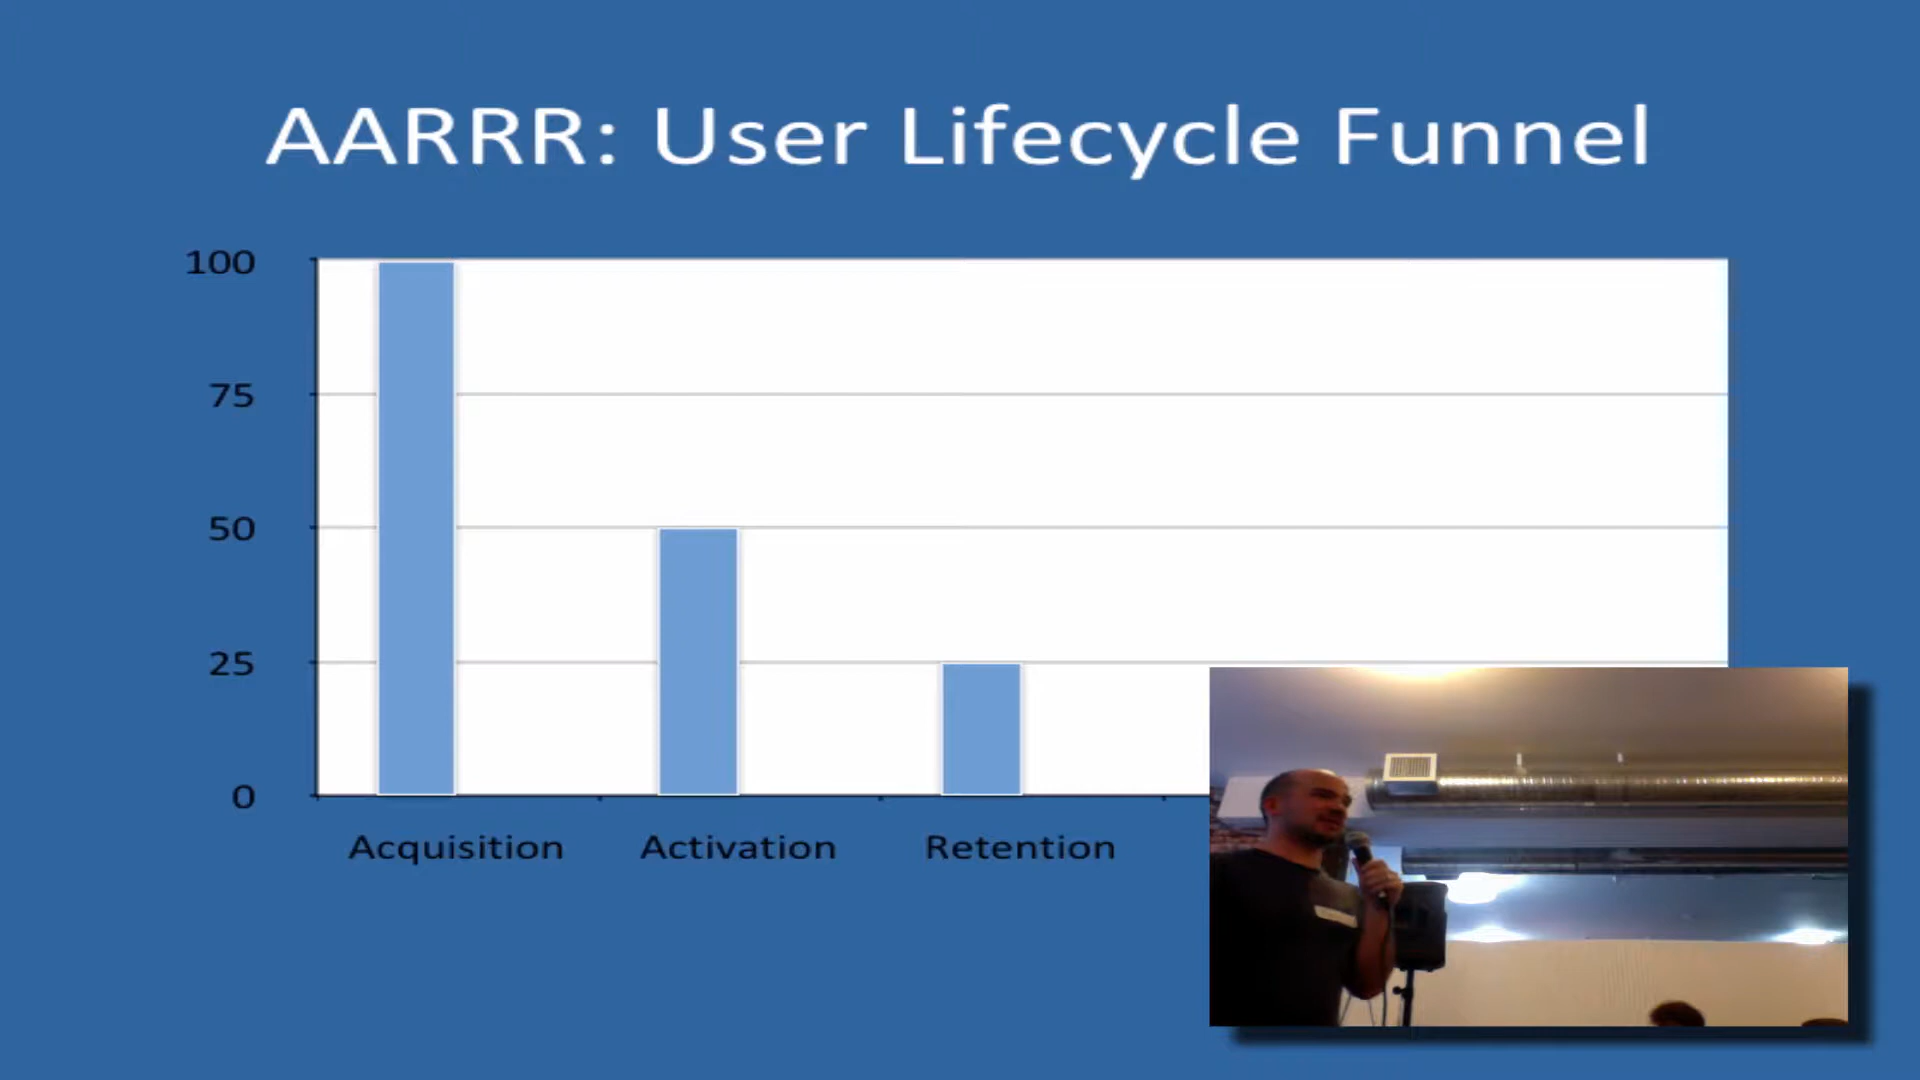 AARRR: User Lifecycle Funnel
100
75
50
25
0
Acquisition
Activation
Retention